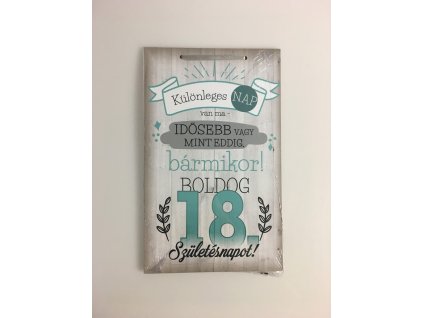 Különleges NAP
van ma -
IDŐSEBB VAGY
MINT EDDIG,
bármikor!
BOLDOG
18.
Születésnapot!